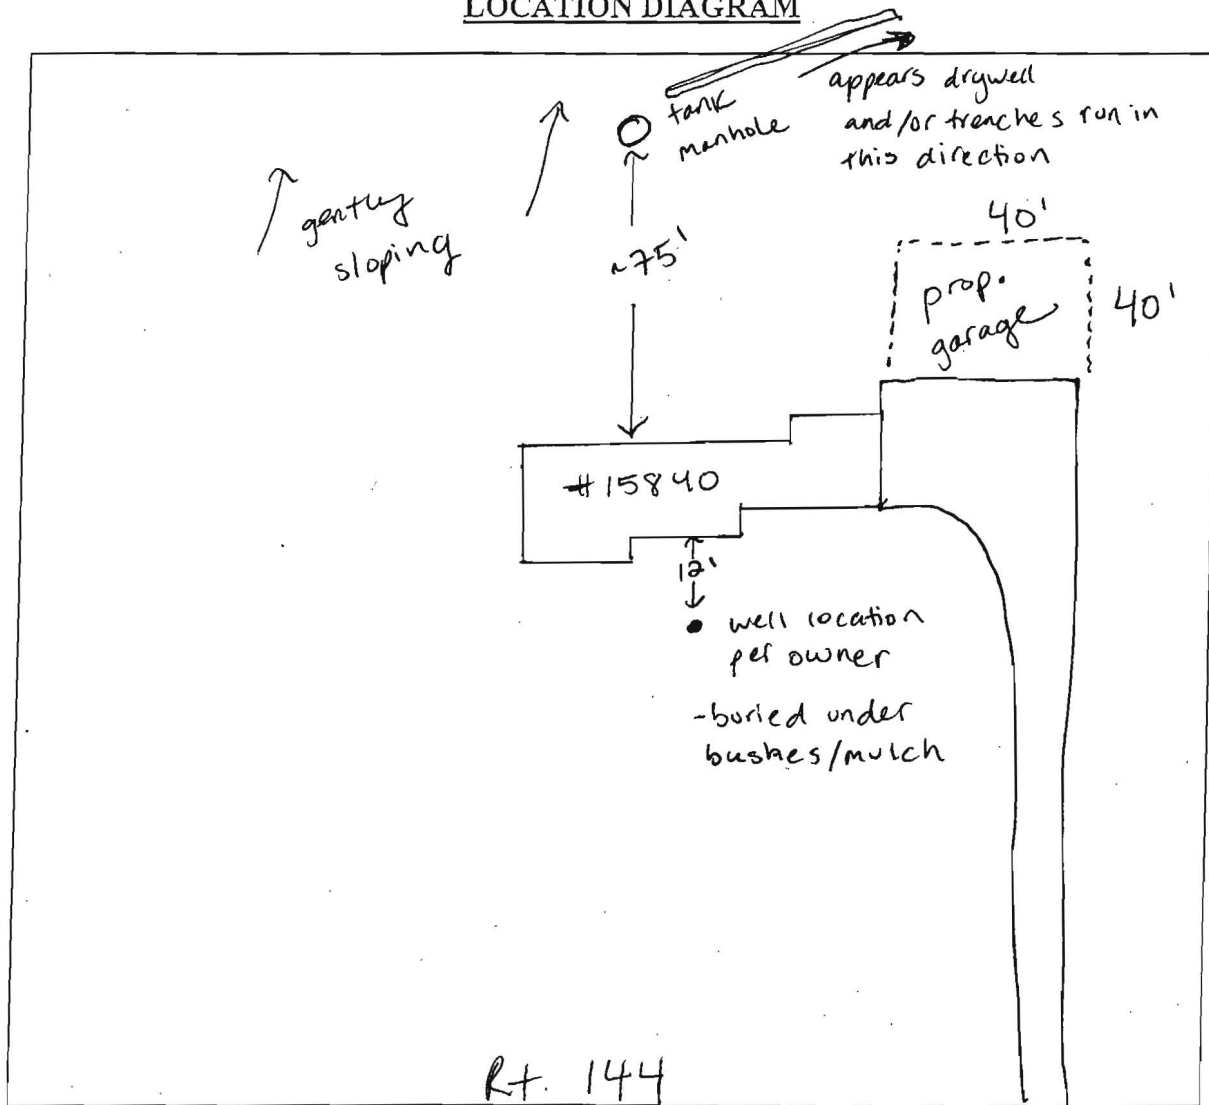 LOCATION DIAGRAM
tank
manhole
appears drywell
and/or trenches run in
this direction
gently
sloping
~75'
40'
prop.
garage
40'
#15840
12'
well location
per owner
-buried under
bushes/mulch
Rt. 144